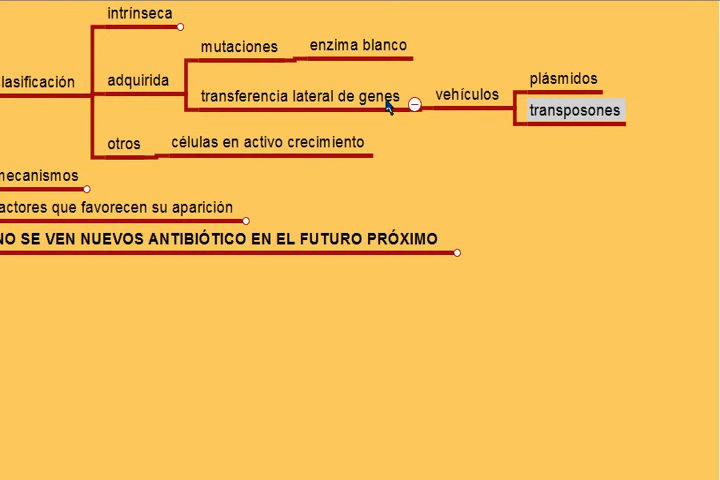 intrínseca
mutaciones
enzima blanco
lasificación
adquirida
transferencia lateral de genes
vehículos
plásmidos
transposones
otros
células en activo crecimiento
mecanismos
actores que favorecen su aparición
NO SE VEN NUEVOS ANTIBIÓTICO EN EL FUTURO PRÓXIMO